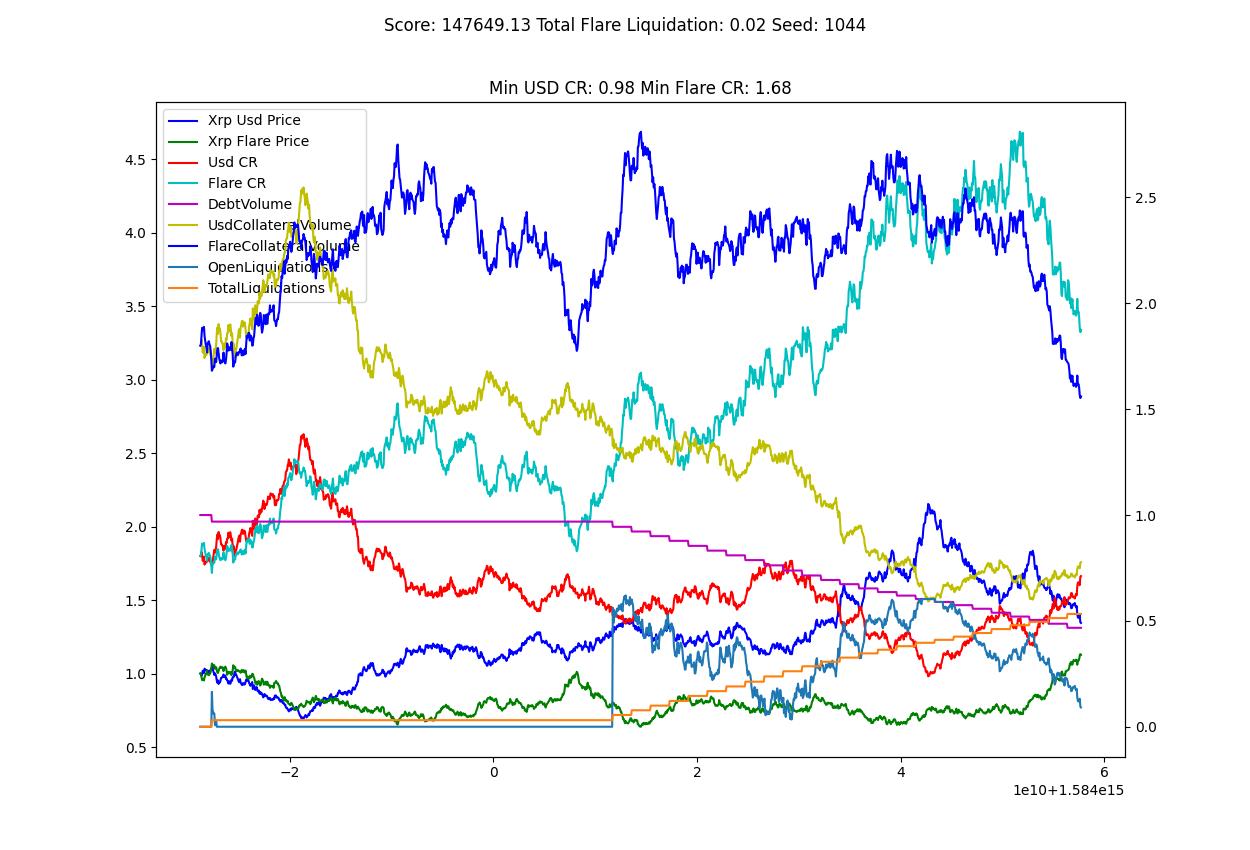 Score: 147649.13 Total Flare Liquidation: 0.02 Seed: 1044
Min USD CR: 0.98 Min Flare CR: 1.68
Xrp Usd Price
Xrp Flare Price
Usd CR
Flare CR
DebtVolume
UsdCollateralVolume
FlareCollateralVolume
OpenLiquidations
TotalLiquidations
4.5
4.0
3.5
3.0
2.5
2.0
1.5
1.0
0.5
2.5
2.0
1.5
1.0
0.5
0.0
−2 0 2 4 6
1e10+1.584e15